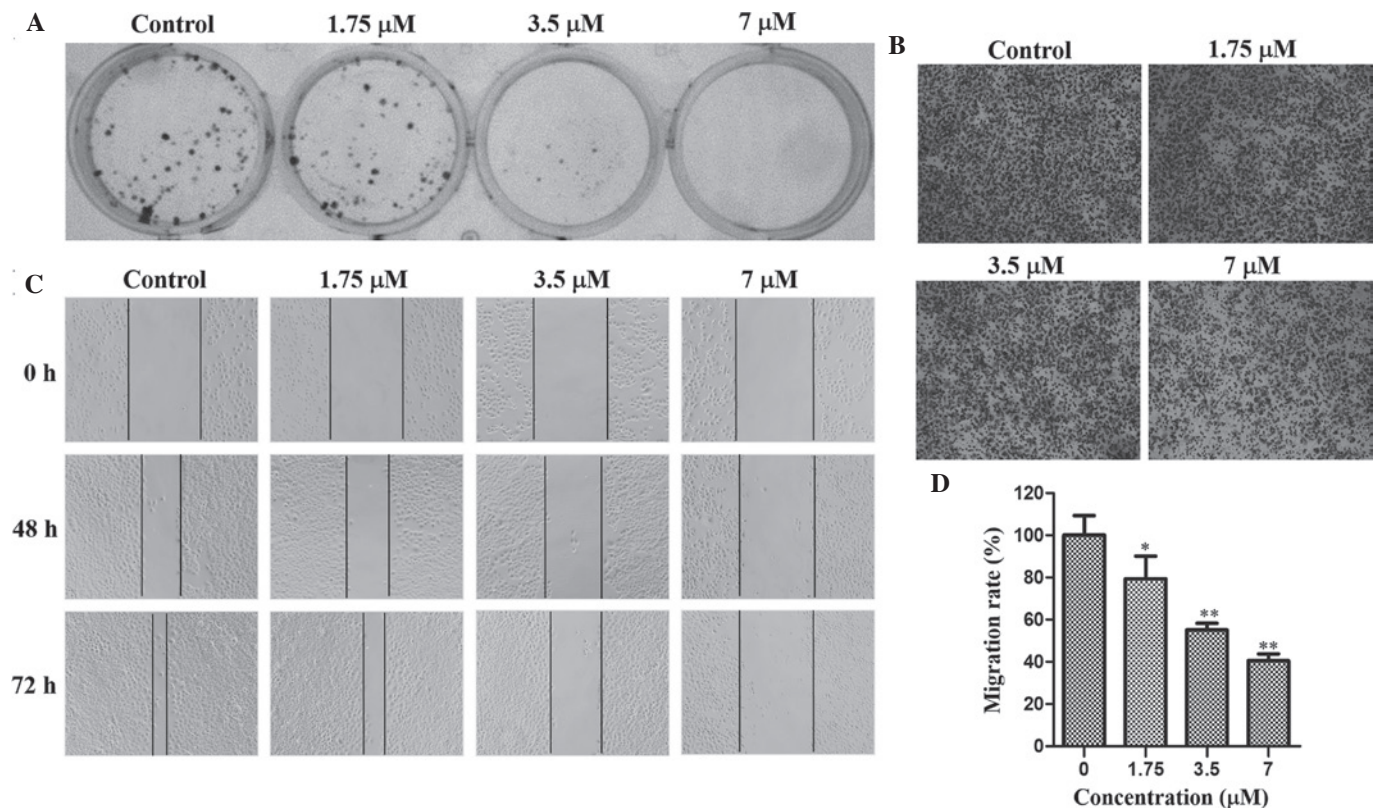 A
Control 1.75 μM 3.5 μM 7 μM
B
Control 1.75 μM
3.5 μM 7 μM
C
Control 1.75 μM 3.5 μM 7 μM
0 h
48 h
72 h
D
120
100
80
60
40
20
0
Migration rate (%)
*
**
**
0 1.75 3.5 7
Concentration (μM)